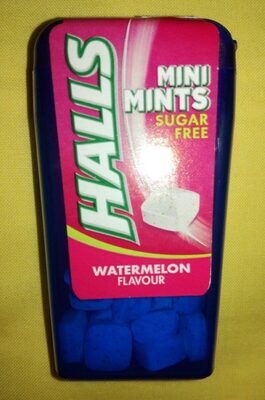 HALLS
MINI
MINTS
SUGAR
FREE
WATERMELON
FLAVOUR